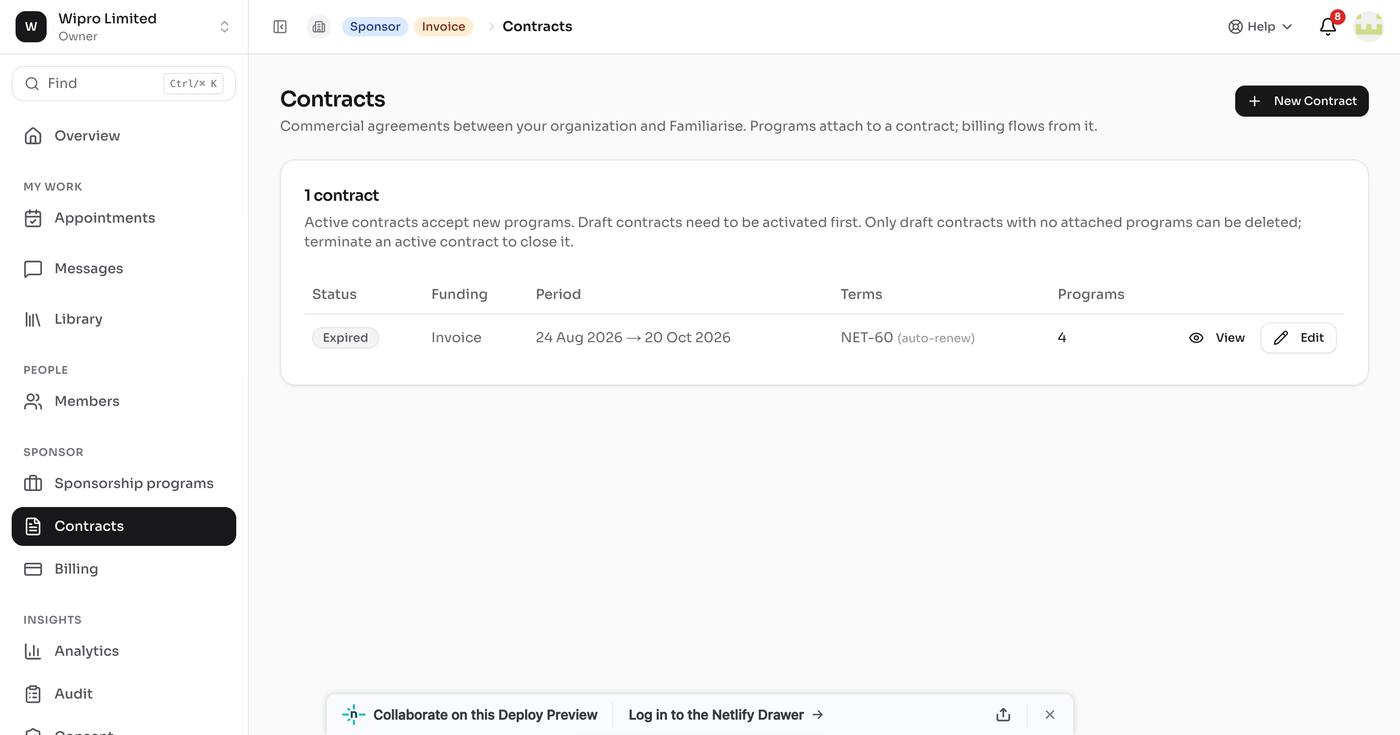 W
Wipro Limited
Owner
Sponsor
Invoice
Contracts
Help
8
Find
Ctrl/⌘ K
Overview
MY WORK
Appointments
Messages
Library
PEOPLE
Members
SPONSOR
Sponsorship programs
Contracts
Billing
INSIGHTS
Analytics
Audit
Consent
Contracts
Commercial agreements between your organization and Familiarise. Programs attach to a contract; billing flows from it.
New Contract
1 contract
Active contracts accept new programs. Draft contracts need to be activated first. Only draft contracts with no attached programs can be deleted;
terminate an active contract to close it.
Status Funding Period Terms Programs
Expired Invoice 24 Aug 2026 → 20 Oct 2026 NET-60 (auto-renew) 4 View Edit
n Collaborate on this Deploy Preview Log in to the Netlify Drawer →